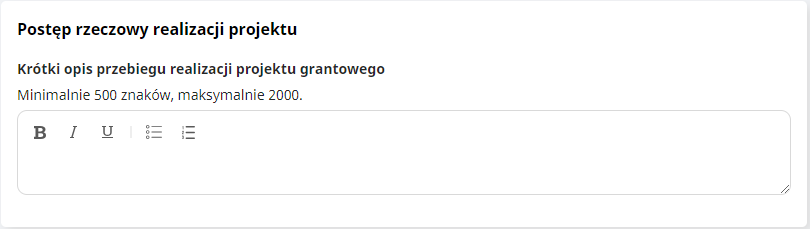 Postęp rzeczowy realizacji projektu
Krótki opis przebiegu realizacji projektu grantowego
Minimalnie 500 znaków, maksymalnie 2000.
B I U